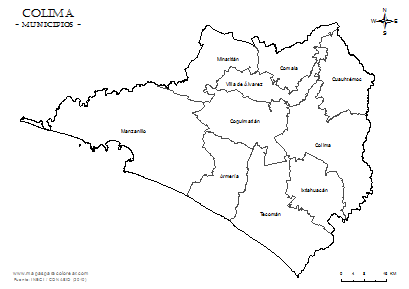 COLIMA
- MUNICIPIOS -
N
W E
S
Minatitlán
Comala
Cuauhtémoc
Villa de Álvarez
Coquimatlán
Manzanillo
Colima
Armería
Ixtlahuacán
Tecomán
www.mapasparacolorear.com
Fuente: INEGI / CONABIO (2010)
0 4 8 16 KM